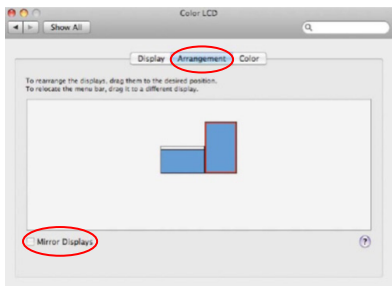 Color LCD
Show All
Display Arrangement Color
To rearrange the displays, drag them to the desired position.
To relocate the menu bar, drag it to a different display.
Mirror Displays
?